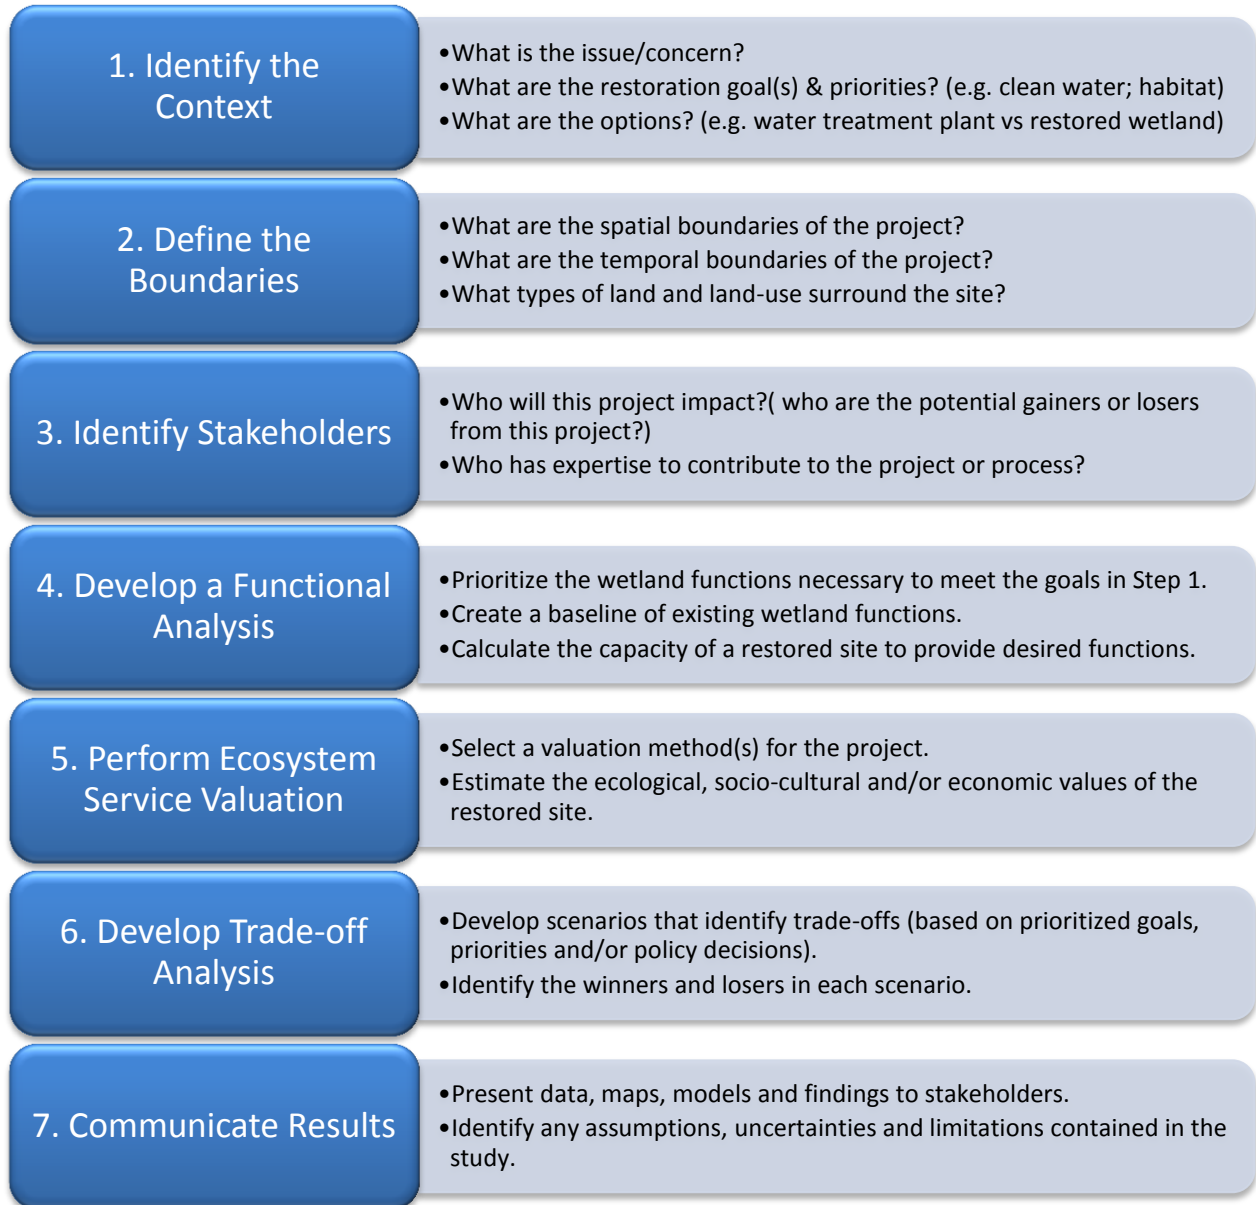 1. Identify the
Context
•What is the issue/concern?
•What are the restoration goal(s) & priorities? (e.g. clean water; habitat)
•What are the options? (e.g. water treatment plant vs restored wetland)
2. Define the
Boundaries
•What are the spatial boundaries of the project?
•What are the temporal boundaries of the project?
•What types of land and land-use surround the site?
3. Identify Stakeholders
•Who will this project impact?( who are the potential gainers or losers
from this project?)
•Who has expertise to contribute to the project or process?
4. Develop a Functional
Analysis
•Prioritize the wetland functions necessary to meet the goals in Step 1.
•Create a baseline of existing wetland functions.
•Calculate the capacity of a restored site to provide desired functions.
5. Perform Ecosystem
Service Valuation
•Select a valuation method(s) for the project.
•Estimate the ecological, socio-cultural and/or economic values of the
restored site.
6. Develop Trade-off
Analysis
•Develop scenarios that identify trade-offs (based on prioritized goals,
priorities and/or policy decisions).
•Identify the winners and losers in each scenario.
7. Communicate Results
•Present data, maps, models and findings to stakeholders.
•Identify any assumptions, uncertainties and limitations contained in the
study.